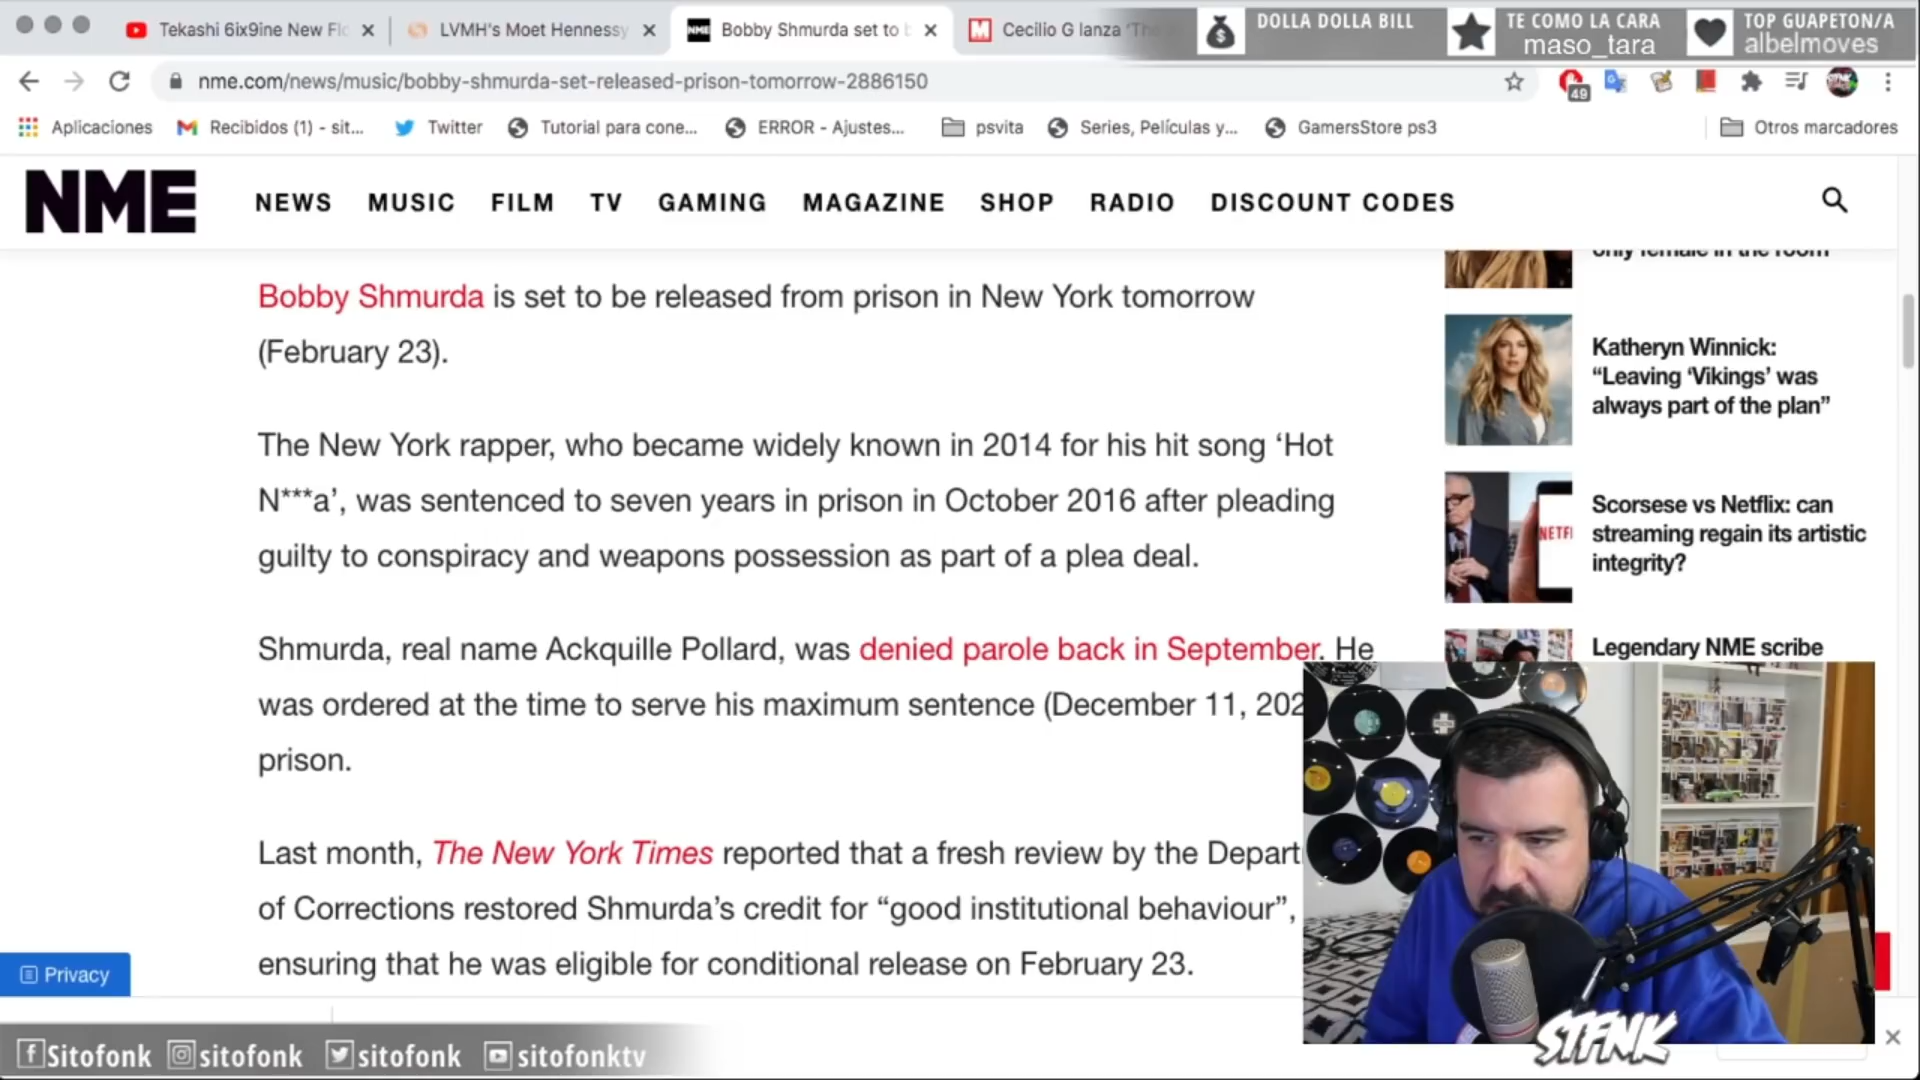 Tekashi 6ix9ine New Flo
LVMH's Moet Hennessy
Bobby Shmurda set to b
Cecilio G lanza 'The
DOLLA DOLLA BILL
TE COMO LA CARA
maso_tara
TOP GUAPETON/A
albelmoves
nme.com/news/music/bobby-shmurda-set-released-prison-tomorrow-2886150
49
Aplicaciones
Recibidos (1) - sit...
Twitter
Tutorial para cone...
ERROR - Ajustes...
psvita
Series, Películas y...
GamersStore ps3
Otros marcadores
NME
NEWS MUSIC FILM TV GAMING MAGAZINE SHOP RADIO DISCOUNT CODES
only female in the room
Bobby Shmurda is set to be released from prison in New York tomorrow
(February 23).
Katheryn Winnick:
“Leaving ‘Vikings’ was
always part of the plan”
The New York rapper, who became widely known in 2014 for his hit song ‘Hot
N***a’, was sentenced to seven years in prison in October 2016 after pleading
guilty to conspiracy and weapons possession as part of a plea deal.
NETFI
Scorsese vs Netflix: can
streaming regain its artistic
integrity?
Shmurda, real name Ackquille Pollard, was denied parole back in September. He
was ordered at the time to serve his maximum sentence (December 11, 202
prison.
Legendary NME scribe
Last month, The New York Times reported that a fresh review by the Depart
of Corrections restored Shmurda’s credit for “good institutional behaviour”,
ensuring that he was eligible for conditional release on February 23.
Privacy
STFNK
Sitofonk
sitofonk
sitofonk
sitofonktv